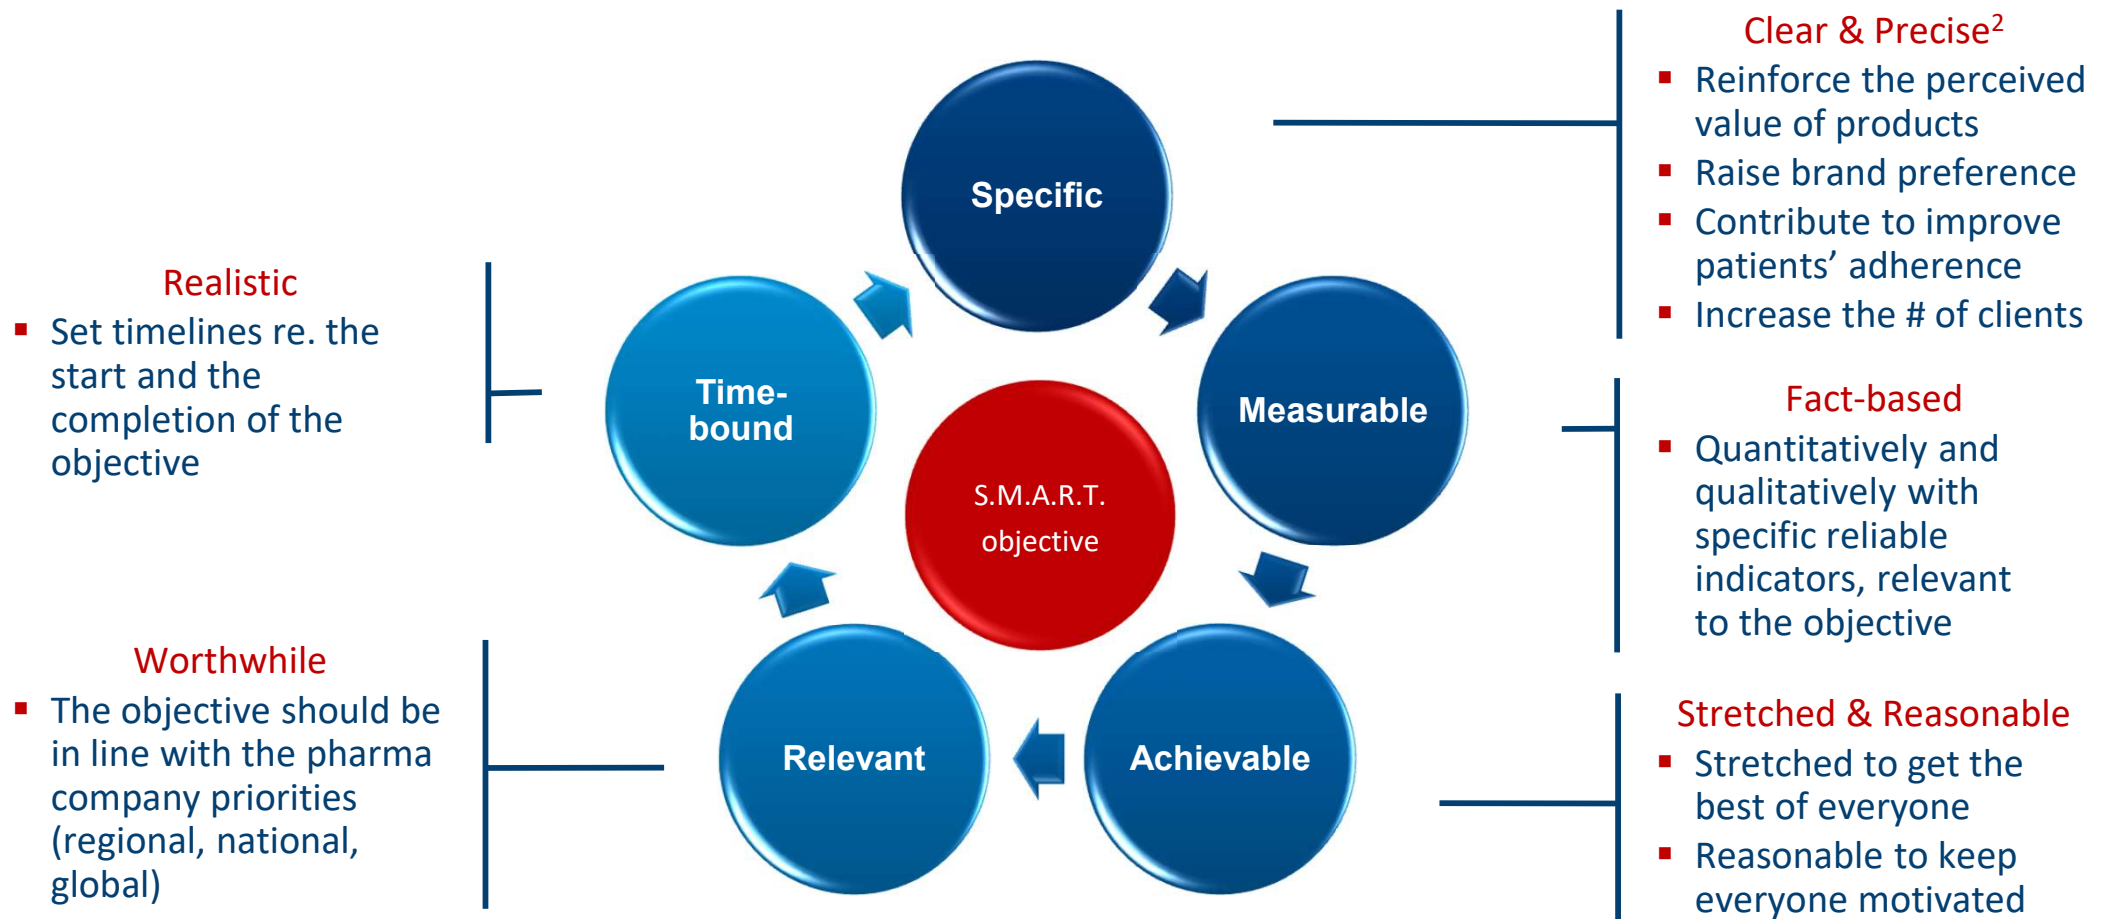 Clear & Precise²
▪ Reinforce the perceived
value of products
▪ Raise brand preference
▪ Contribute to improve
patients’ adherence
▪ Increase the # of clients
Specific
Realistic
▪ Set timelines re. the
start and the
completion of the
objective
Time-
bound
Measurable
Fact-based
▪ Quantitatively and
qualitatively with
specific reliable
indicators, relevant
to the objective
S.M.A.R.T.
objective
Worthwhile
▪ The objective should be
in line with the pharma
company priorities
(regional, national,
global)
Relevant
Achievable
Stretched & Reasonable
▪ Stretched to get the
best of everyone
▪ Reasonable to keep
everyone motivated